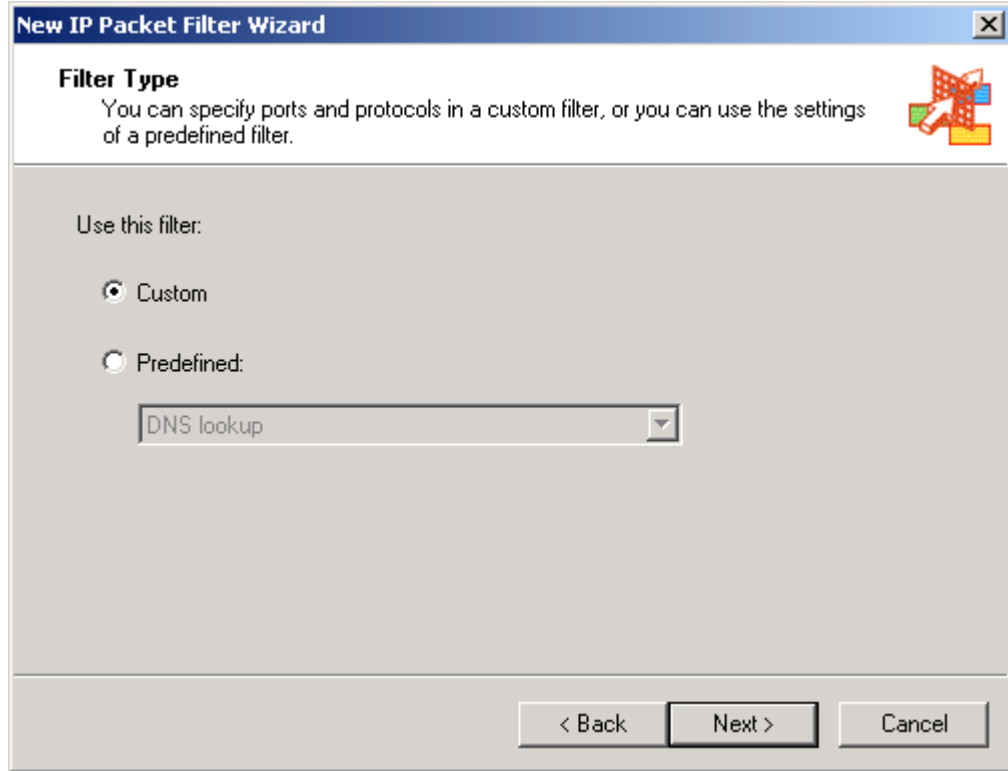 New IP Packet Filter Wizard
Filter Type
You can specify ports and protocols in a custom filter, or you can use the settings
of a predefined filter.
Use this filter:
Custom
Predefined:
DNS lookup
< Back
Next >
Cancel